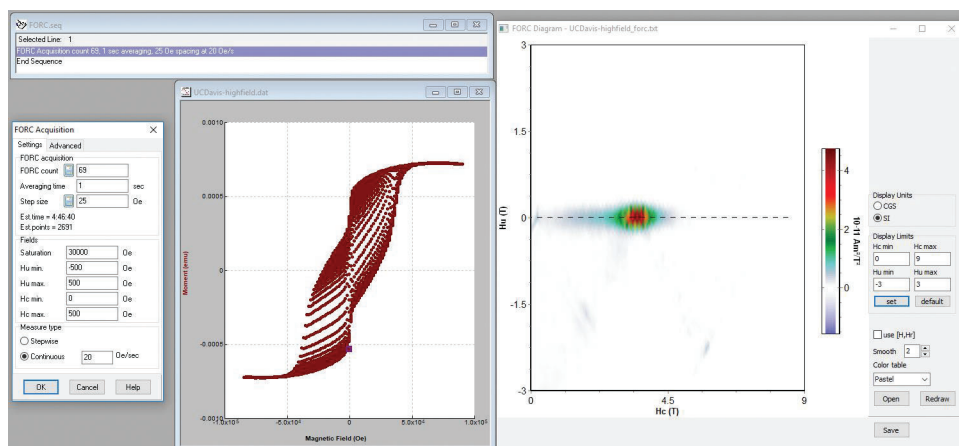 FORC.seq
Selected Line: 1
FORC Acquisition count 69, 1 sec averaging, 25 Oe spacing at 20 Oe/s
End Sequence
FORC Acquisition
Settings Advanced
FORC acquisition
FORC count 69
Averaging time 1 sec
Step size 25 Oe
Est.time = 4:46:40
Est.points = 2691
Fields
Saturation 30000 Oe
Hu min. -500 Oe
Hu max. 500 Oe
Hc min. 0 Oe
Hc max. 500 Oe
Measure type
Stepwise
Continuous 20 Oe/sec
OK Cancel Help
UCDavis-highfield.dat
0.0010
0.0005
0
-0.0005
-0.0010
Moment (emu)
-1.0x10⁵ -5.0x10⁴ 0 5.0x10⁴ 1.0x10⁵
Magnetic Field (Oe)
FORC Diagram - UCDavis-highfield_forc.txt
3
1.5
0
-1.5
-3
Hu (T)
0 4.5 9
Hc (T)
4
2
0
10-11 Am²/T²
Display Units
CGS
SI
Display Limits
Hc min Hc max
0 9
Hu min Hu max
-3 3
set default
use [H,Hr]
Smooth 2
Color table
Pastel
Open Redraw
Save